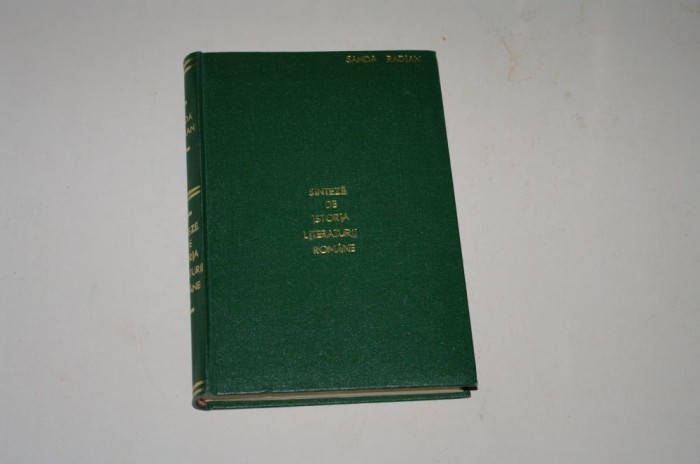 SANDA RADIAN
SINTEZE
DE
ISTORIA
LITERATURII
ROMÂNE